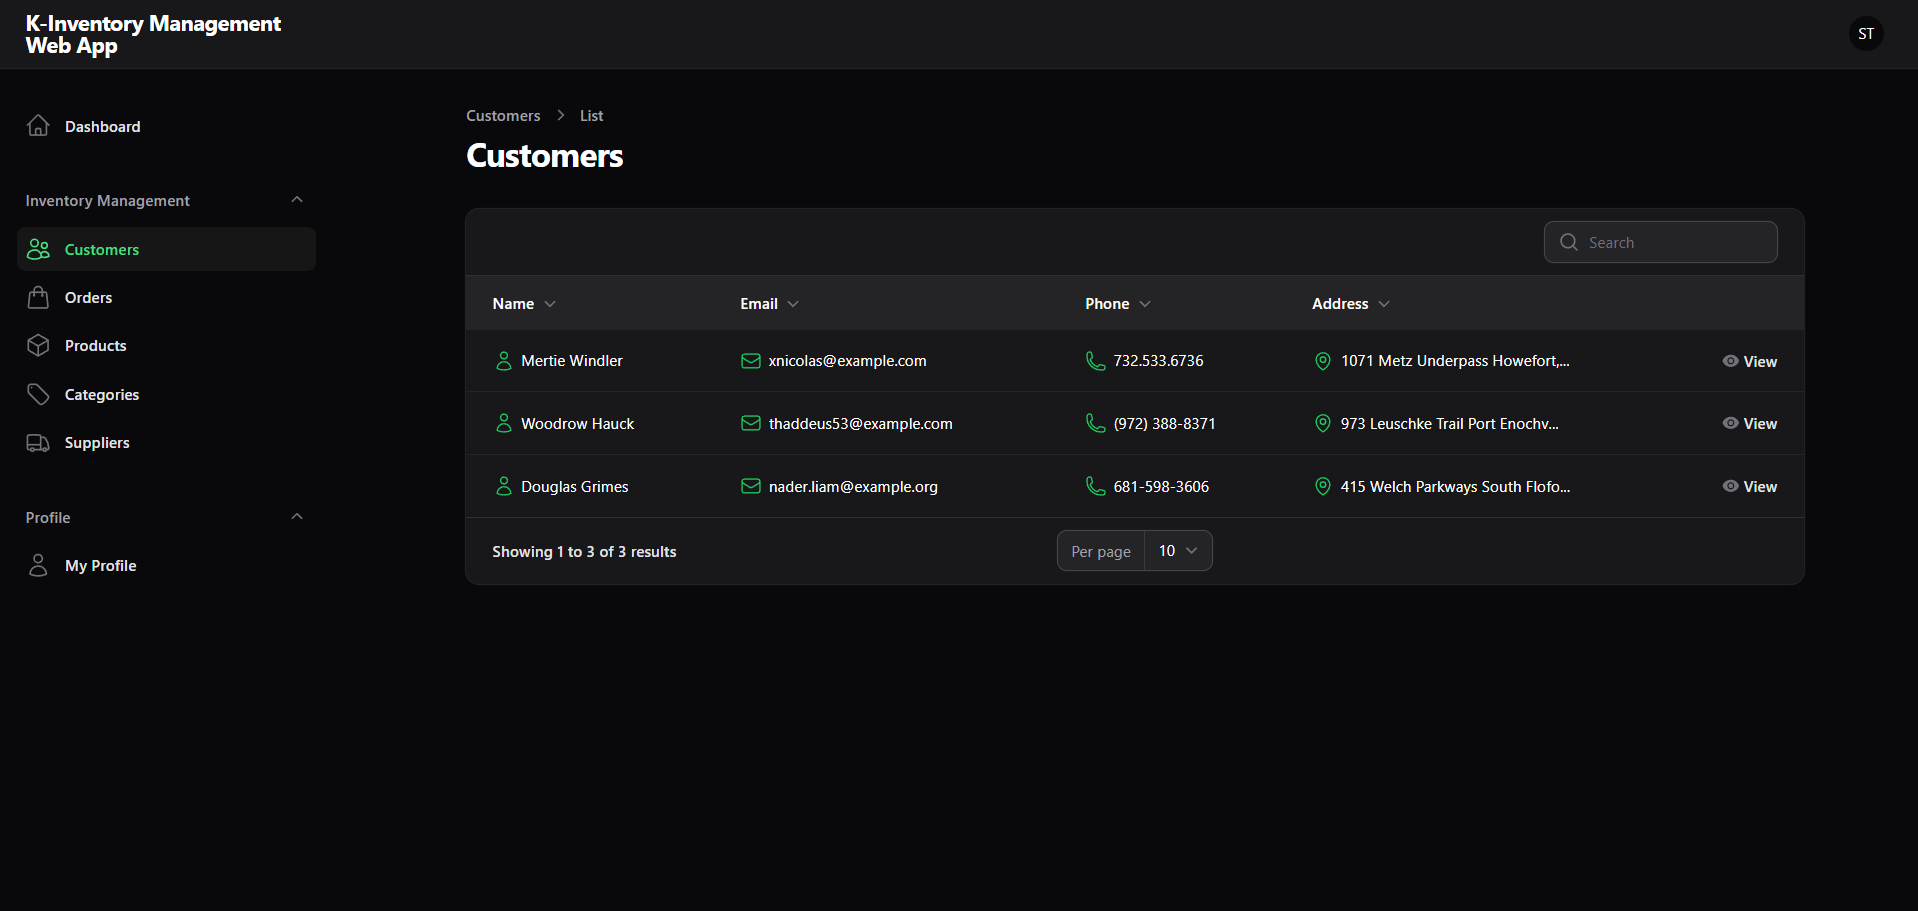 K-Inventory Management
Web App
ST
Dashboard
Inventory Management
Customers
Orders
Products
Categories
Suppliers
Profile
My Profile
Customers > List
Customers
Search
Name Email Phone Address
Mertie Windler xnicolas@example.com 732.533.6736 1071 Metz Underpass Howefort,... View
Woodrow Hauck thaddeus53@example.com (972) 388-8371 973 Leuschke Trail Port Enochv... View
Douglas Grimes nader.liam@example.org 681-598-3606 415 Welch Parkways South Flofo... View
Showing 1 to 3 of 3 results Per page 10